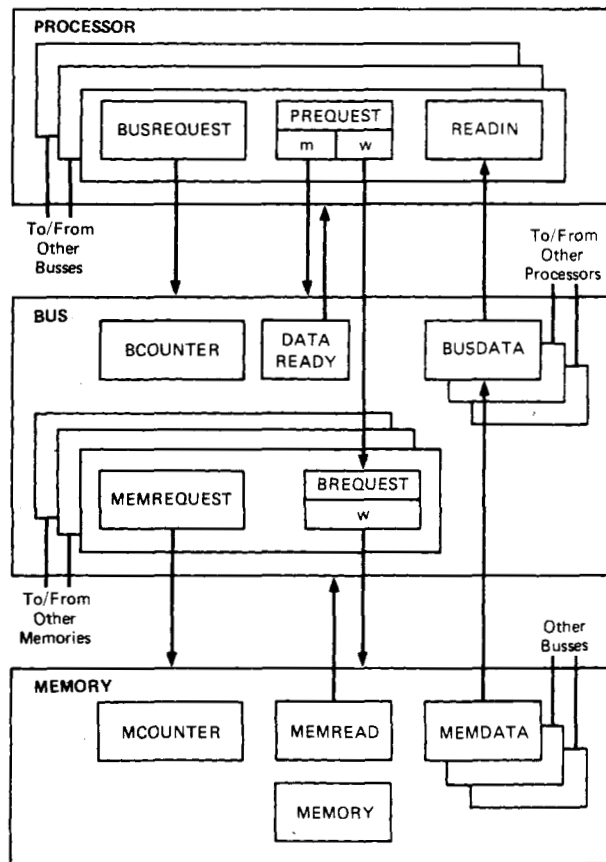 PROCESSOR
BUSREQUEST
PREQUEST
m
w
READIN
To/From
Other
Busses
To/From
Other
Processors
BUS
BCOUNTER
DATA
READY
BUSDATA
MEMREQUEST
BREQUEST
w
To/From
Other
Memories
Other
Busses
MEMORY
MCOUNTER
MEMREAD
MEMDATA
MEMORY